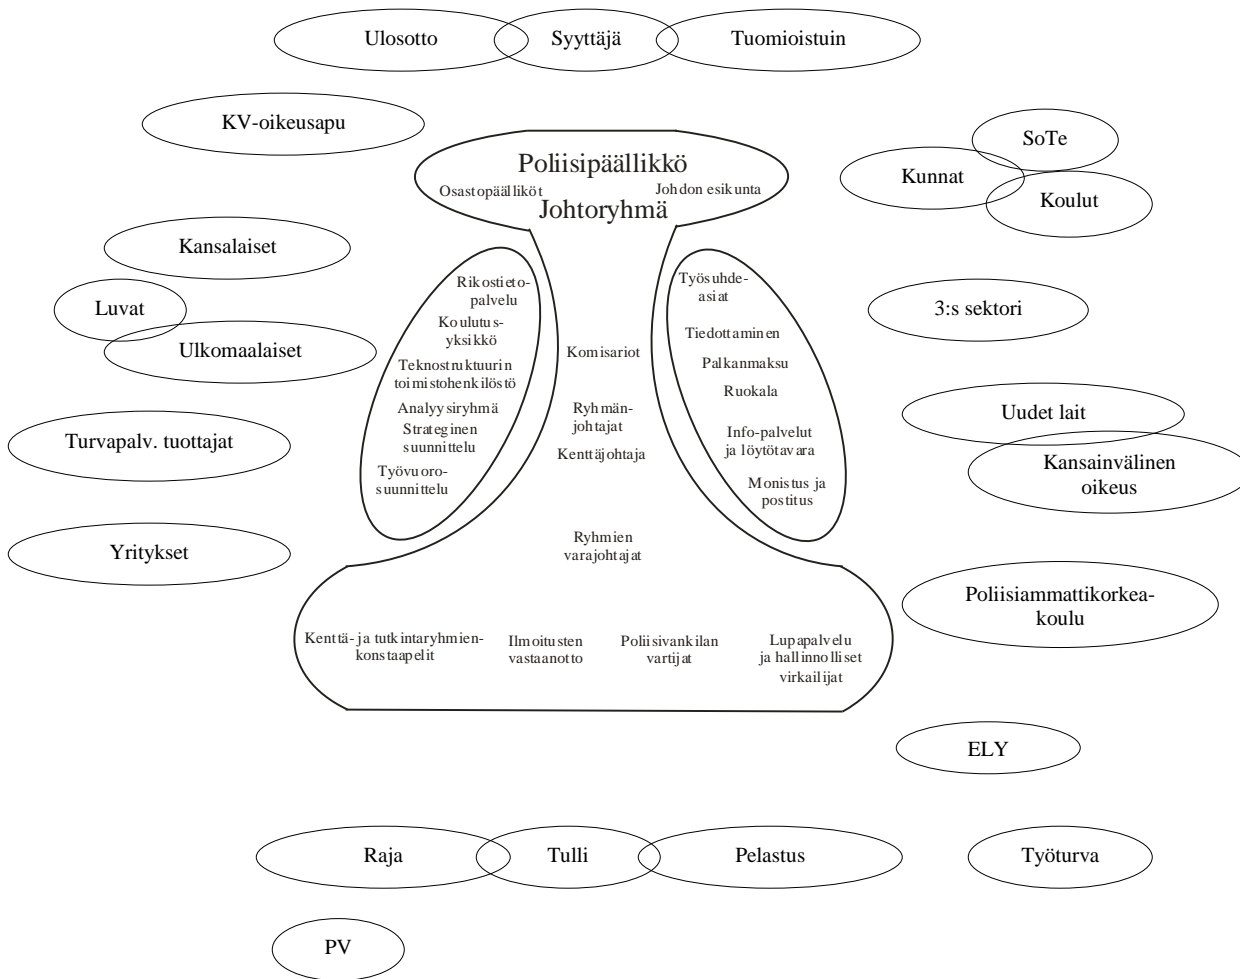 Ulosotto
Syyttäjä
Tuomioistuin
KV-oikeusapu
SoTe
Kunnat
Koulut
Poliisipäällikkö
Osastopäälliköt
Johdon esikunta
Johtoryhmä
Kansalaiset
Luvat
Ulkomaalaiset
Turvapalv. tuottajat
Yritykset
Rikostieto-
palvelu
Koulutus-
yksikkö
Teknostruktuurin
toimistohenkilöstö
Analyysiryhmä
Strateginen
suunnittelu
Työvuoro-
suunnittelu
Komisariot
Ryhmän-
johtajat
Kenttäjohtaja
Ryhmien
varajohtajat
Työsuhde-
asiat
Tiedottaminen
Palkanmaksu
Ruokala
Info-palvelut
ja löytötavara
Monistus ja
postitus
3:s sektori
Uudet lait
Kansainvälinen
oikeus
Poliisiammattikorkea-
koulu
Kenttä- ja tutkintaryhmien-
konstaapelit
Ilmoitusten
vastaanotto
Poliisivankilan
vartijat
Lupapalvelu
ja hallinnolliset
virkailijat
ELY
Raja
Tulli
Pelastus
Työturva
PV